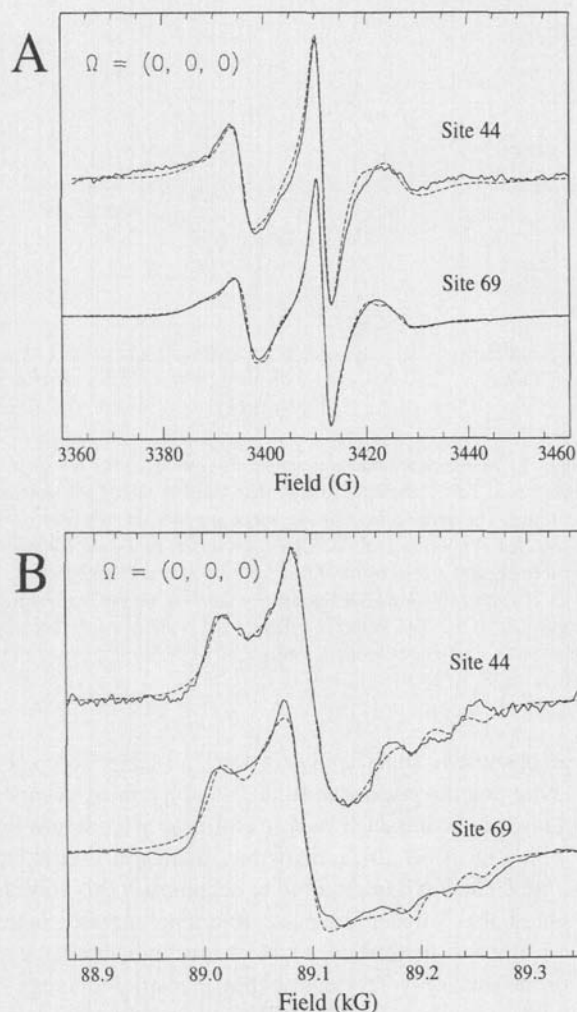 A
Ω = (0, 0, 0)
Site 44
Site 69
3360 3380 3400 3420 3440 3460
Field (G)
B
Ω = (0, 0, 0)
Site 44
Site 69
88.9 89.0 89.1 89.2 89.3
Field (kG)